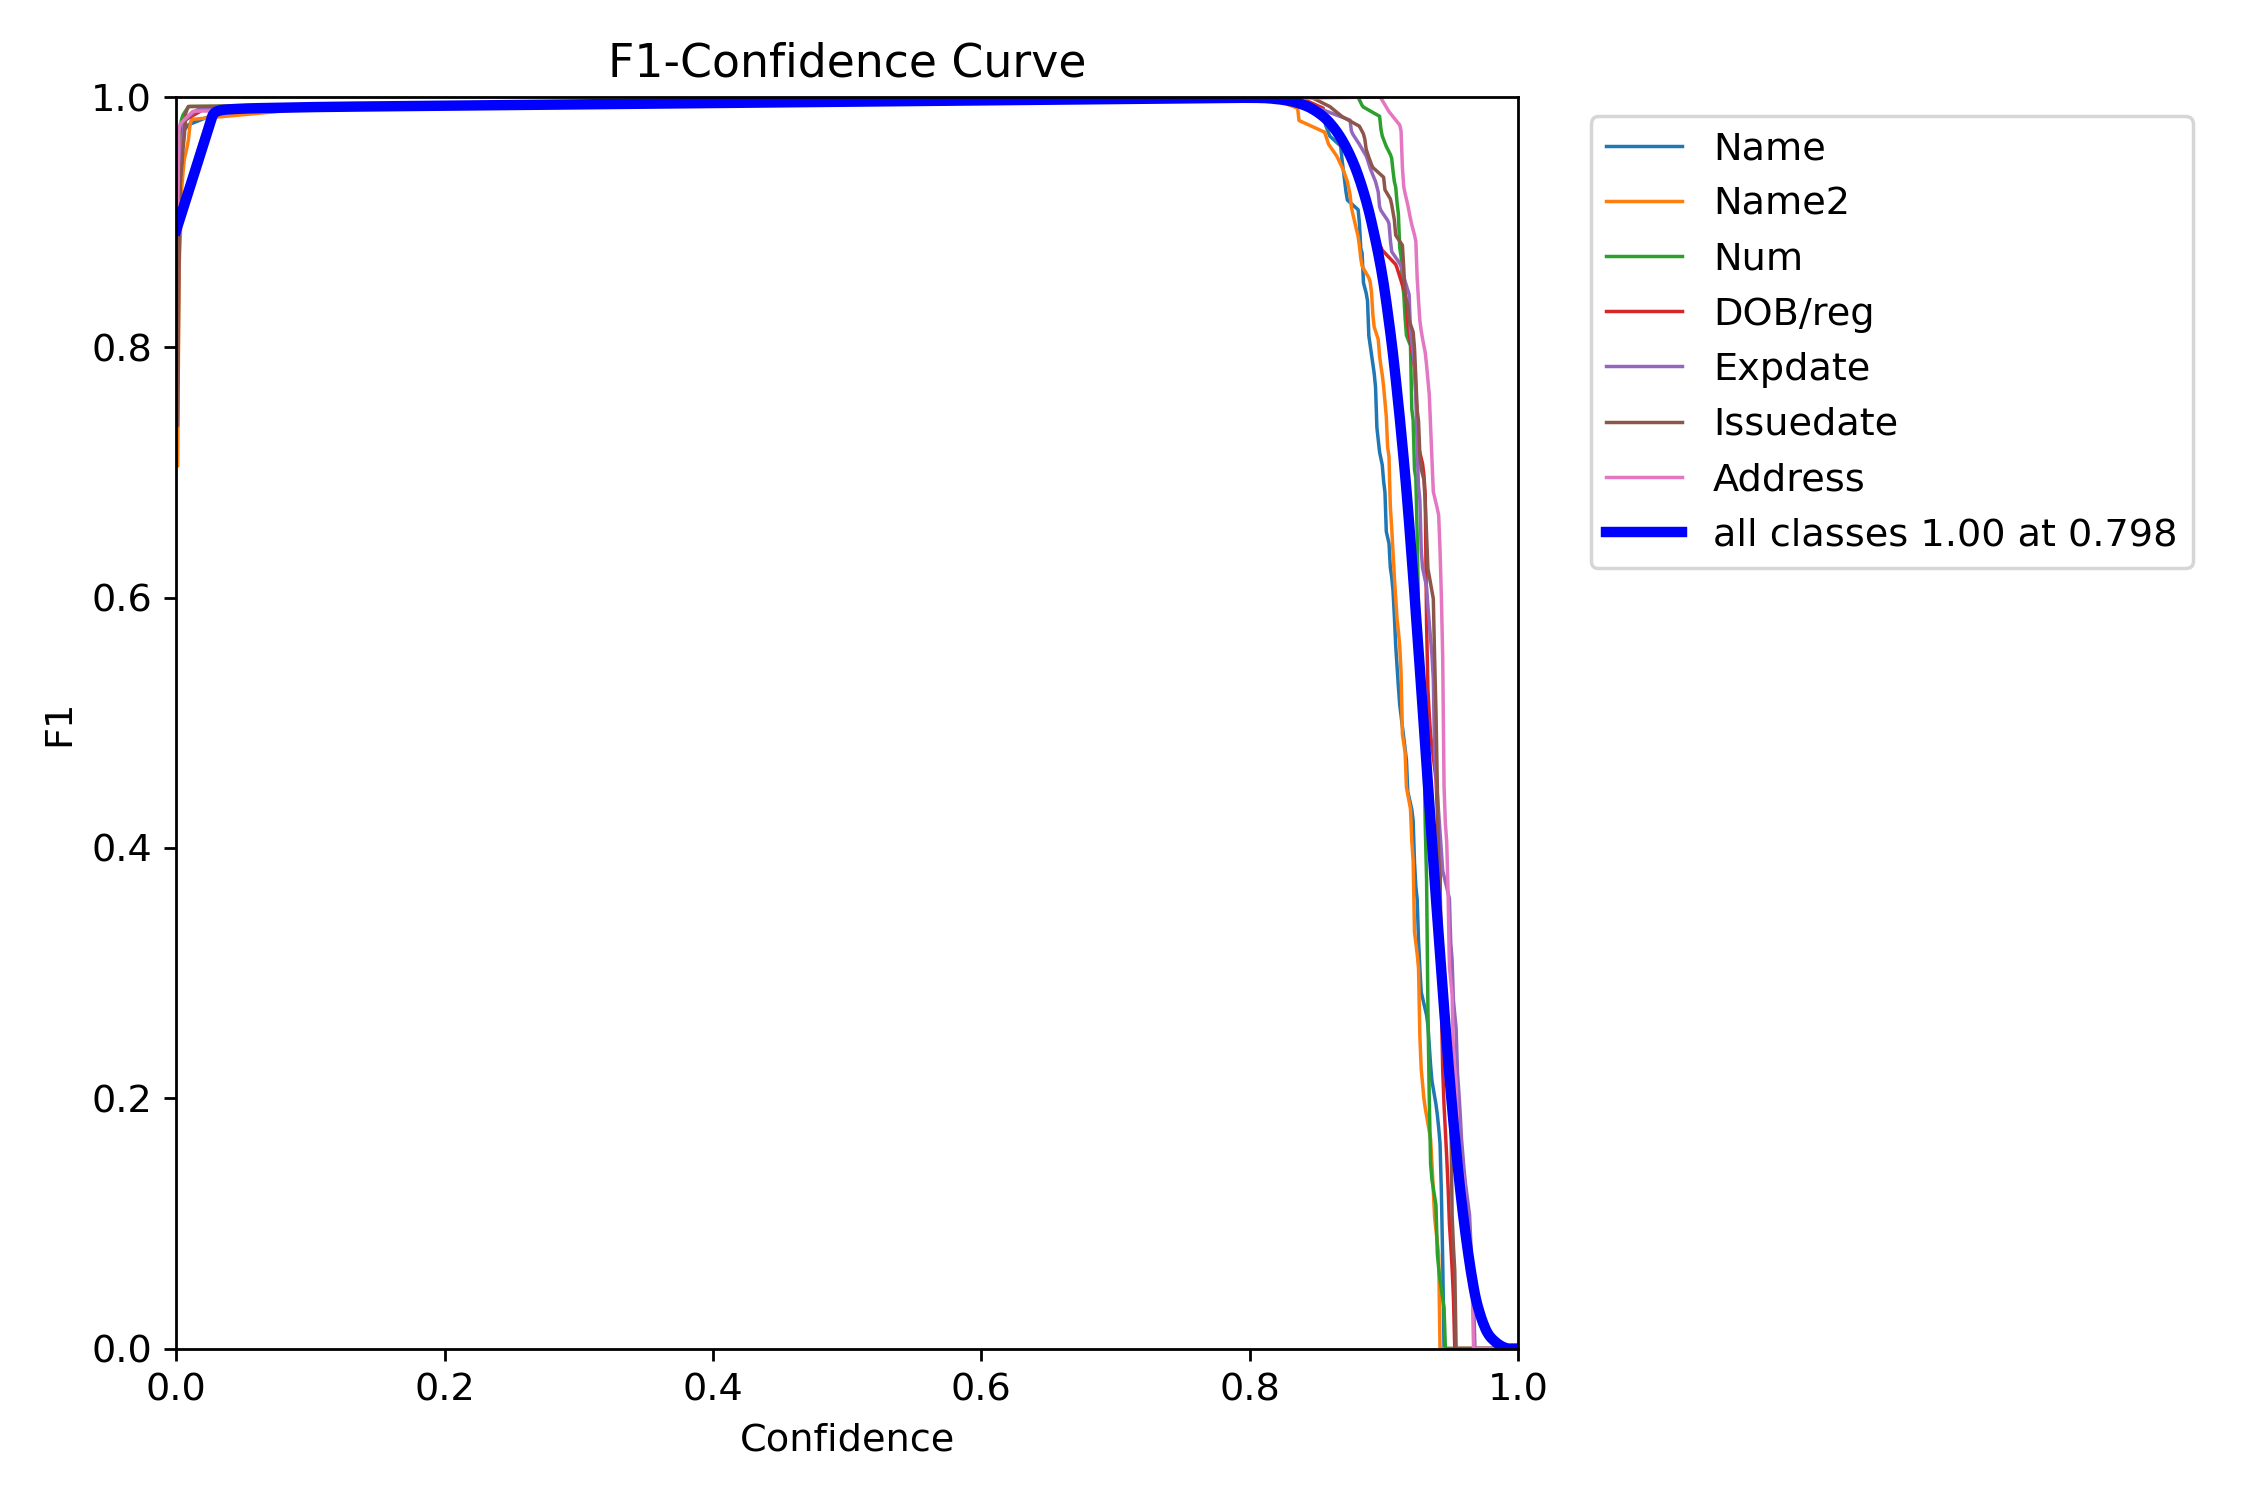 F1-Confidence Curve
1.0
0.8
0.6
0.4
0.2
0.0
F1
0.0 0.2 0.4 0.6 0.8 1.0
Confidence
Name
Name2
Num
DOB/reg
Expdate
Issuedate
Address
all classes 1.00 at 0.798